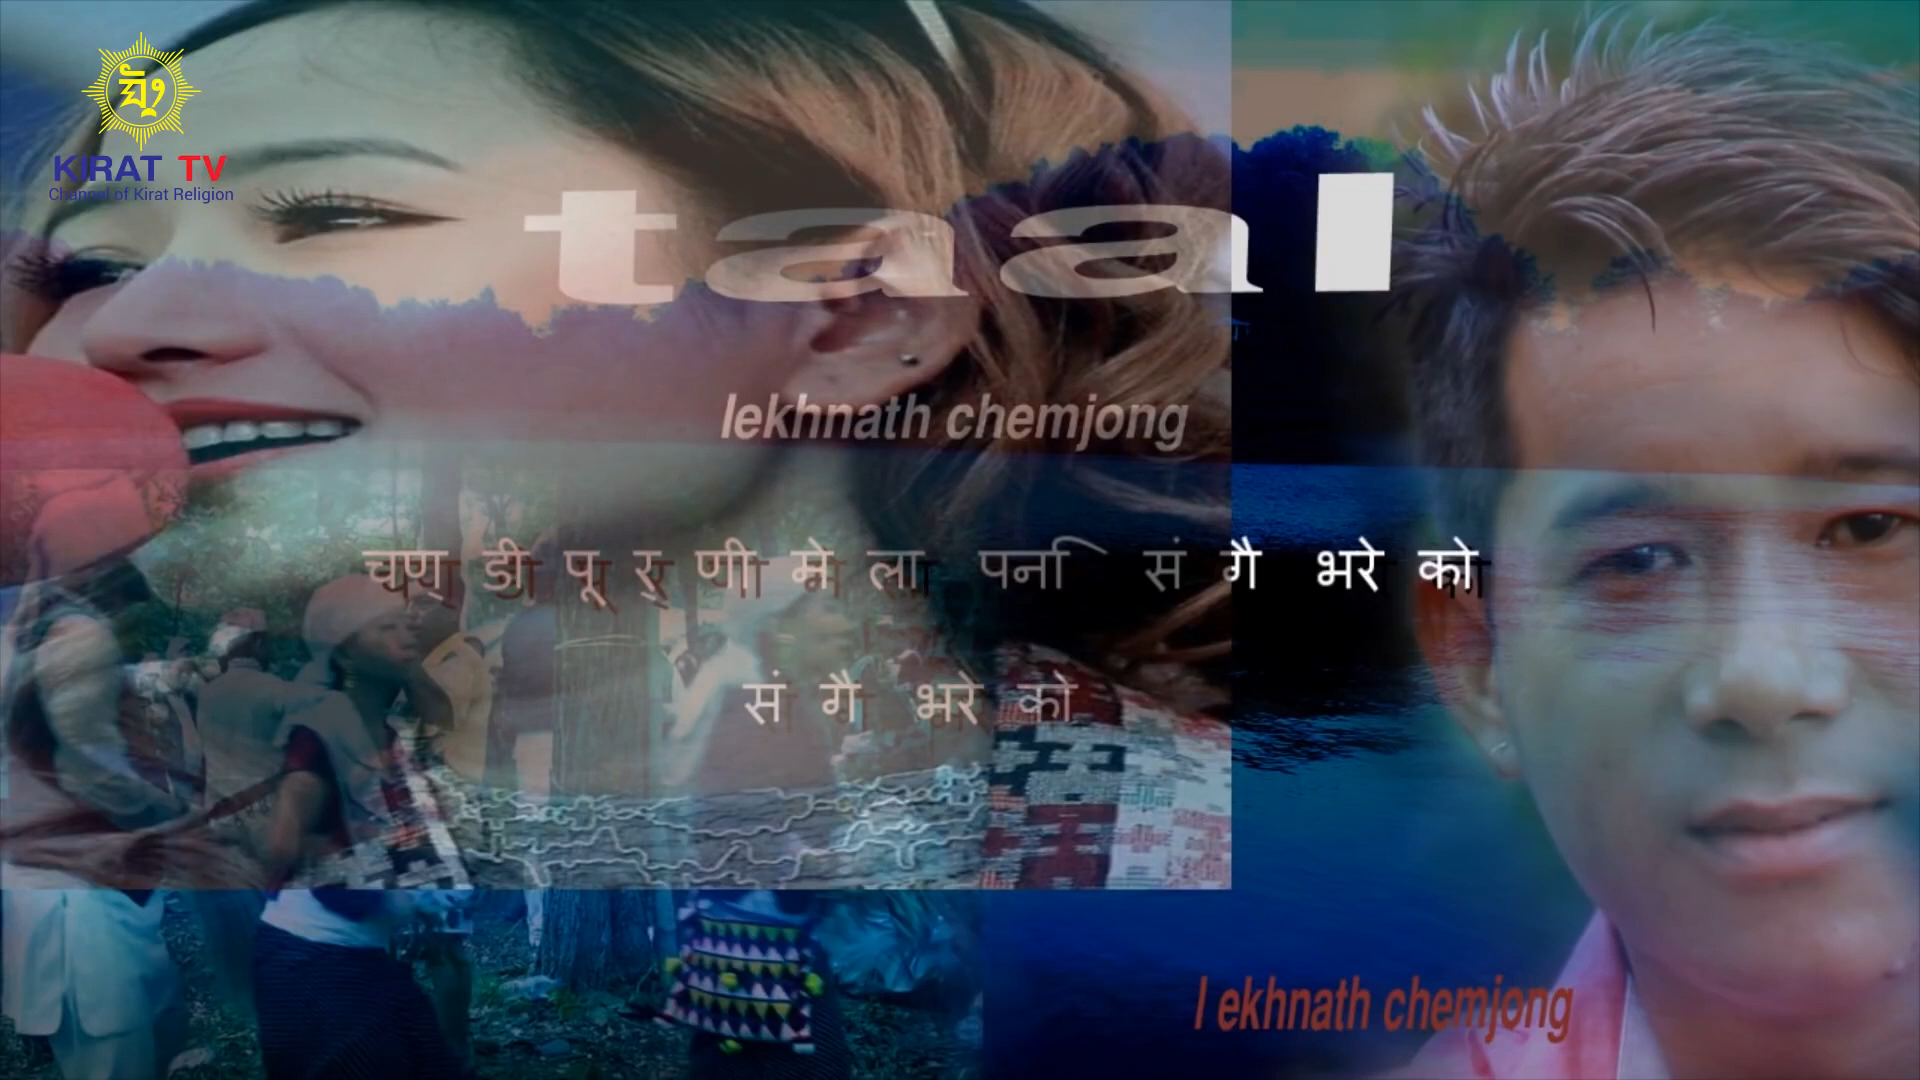 KIRAT TV
Channel of Kirat Religion
taal
lekhnath chemjong
चण् डी पू र् णी मे ला पनि सं गै भरे को
सं गै भरे को
l ekhnath chemjong